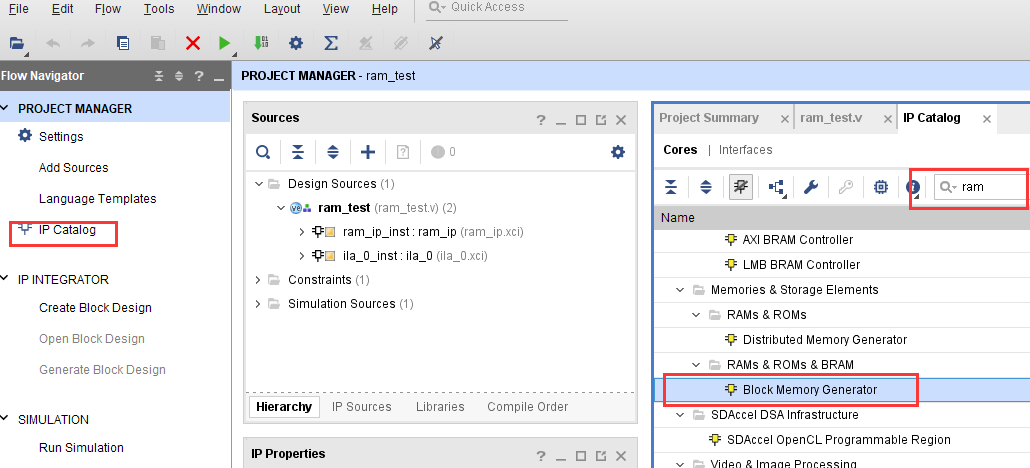 File Edit Flow Tools Window Layout View Help Quick Access
Flow Navigator
PROJECT MANAGER - ram_test
PROJECT MANAGER
Settings
Add Sources
Language Templates
IP Catalog
IP INTEGRATOR
Create Block Design
Open Block Design
Generate Block Design
SIMULATION
Run Simulation
Sources
0
Design Sources (1)
ram_test (ram_test.v) (2)
ram_ip_inst : ram_ip (ram_ip.xci)
ila_0_inst : ila_0 (ila_0.xci)
Constraints (1)
Simulation Sources (1)
Hierarchy IP Sources Libraries Compile Order
IP Properties
Project Summary ram_test.v IP Catalog
Cores | Interfaces
ram
Name
AXI BRAM Controller
LMB BRAM Controller
Memories & Storage Elements
RAMs & ROMs
Distributed Memory Generator
RAMs & ROMs & BRAM
Block Memory Generator
SDAccel DSA Infrastructure
SDAccel OpenCL Programmable Region
Video & Image Processing